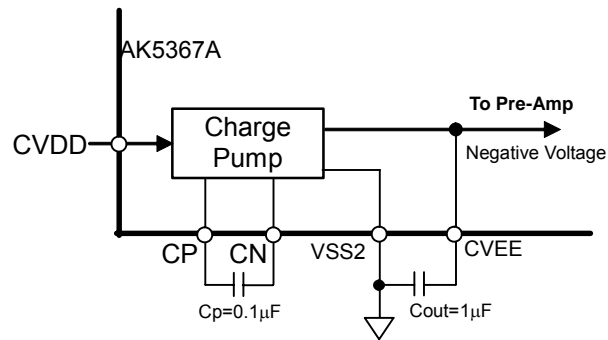 AK5367A
CVDD
Charge
Pump
To Pre-Amp
Negative Voltage
CP
CN
VSS2
CVEE
Cp=0.1μF
Cout=1μF